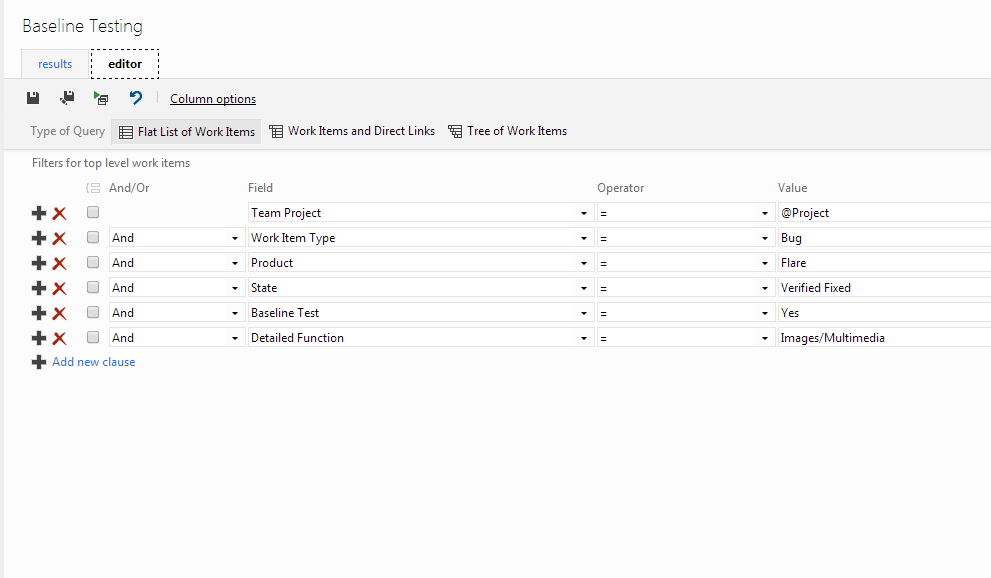 Baseline Testing
results editor
Column options
Type of Query Flat List of Work Items Work Items and Direct Links Tree of Work Items
Filters for top level work items
And/Or Field Operator Value
Team Project = @Project
And Work Item Type = Bug
And Product = Flare
And State = Verified Fixed
And Baseline Test = Yes
And Detailed Function = Images/Multimedia
Add new clause